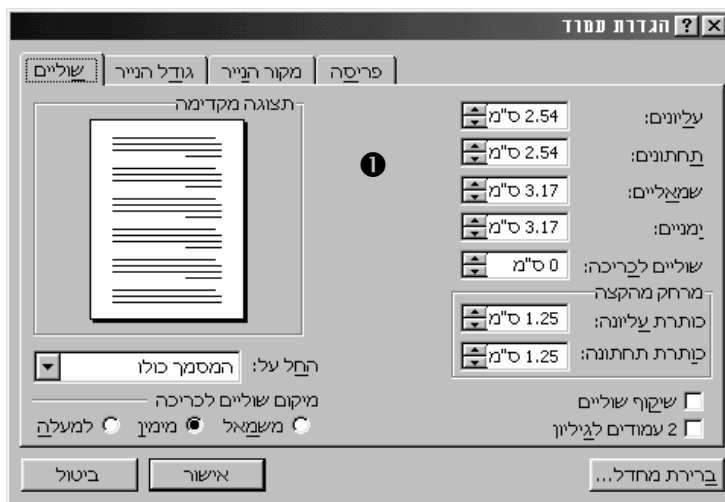 הגדרת עמוד
שוליים
גודל הנייר
מקור הנייר
פריסה
עליונים: 2.54 ס"מ
תחתונים: 2.54 ס"מ
שמאליים: 3.17 ס"מ
ימניים: 3.17 ס"מ
שוליים לכריכה: 0 ס"מ
מרחק מהקצה
כותרת עליונה: 1.25 ס"מ
כותרת תחתונה: 1.25 ס"מ
שיקוף שוליים
2 עמודים לגיליון
❶
תצוגה מקדימה
החל על: המסמך כולו
מיקום שוליים לכריכה
משמאל מימין למעלה
ברירת מחדל...
אישור
ביטול